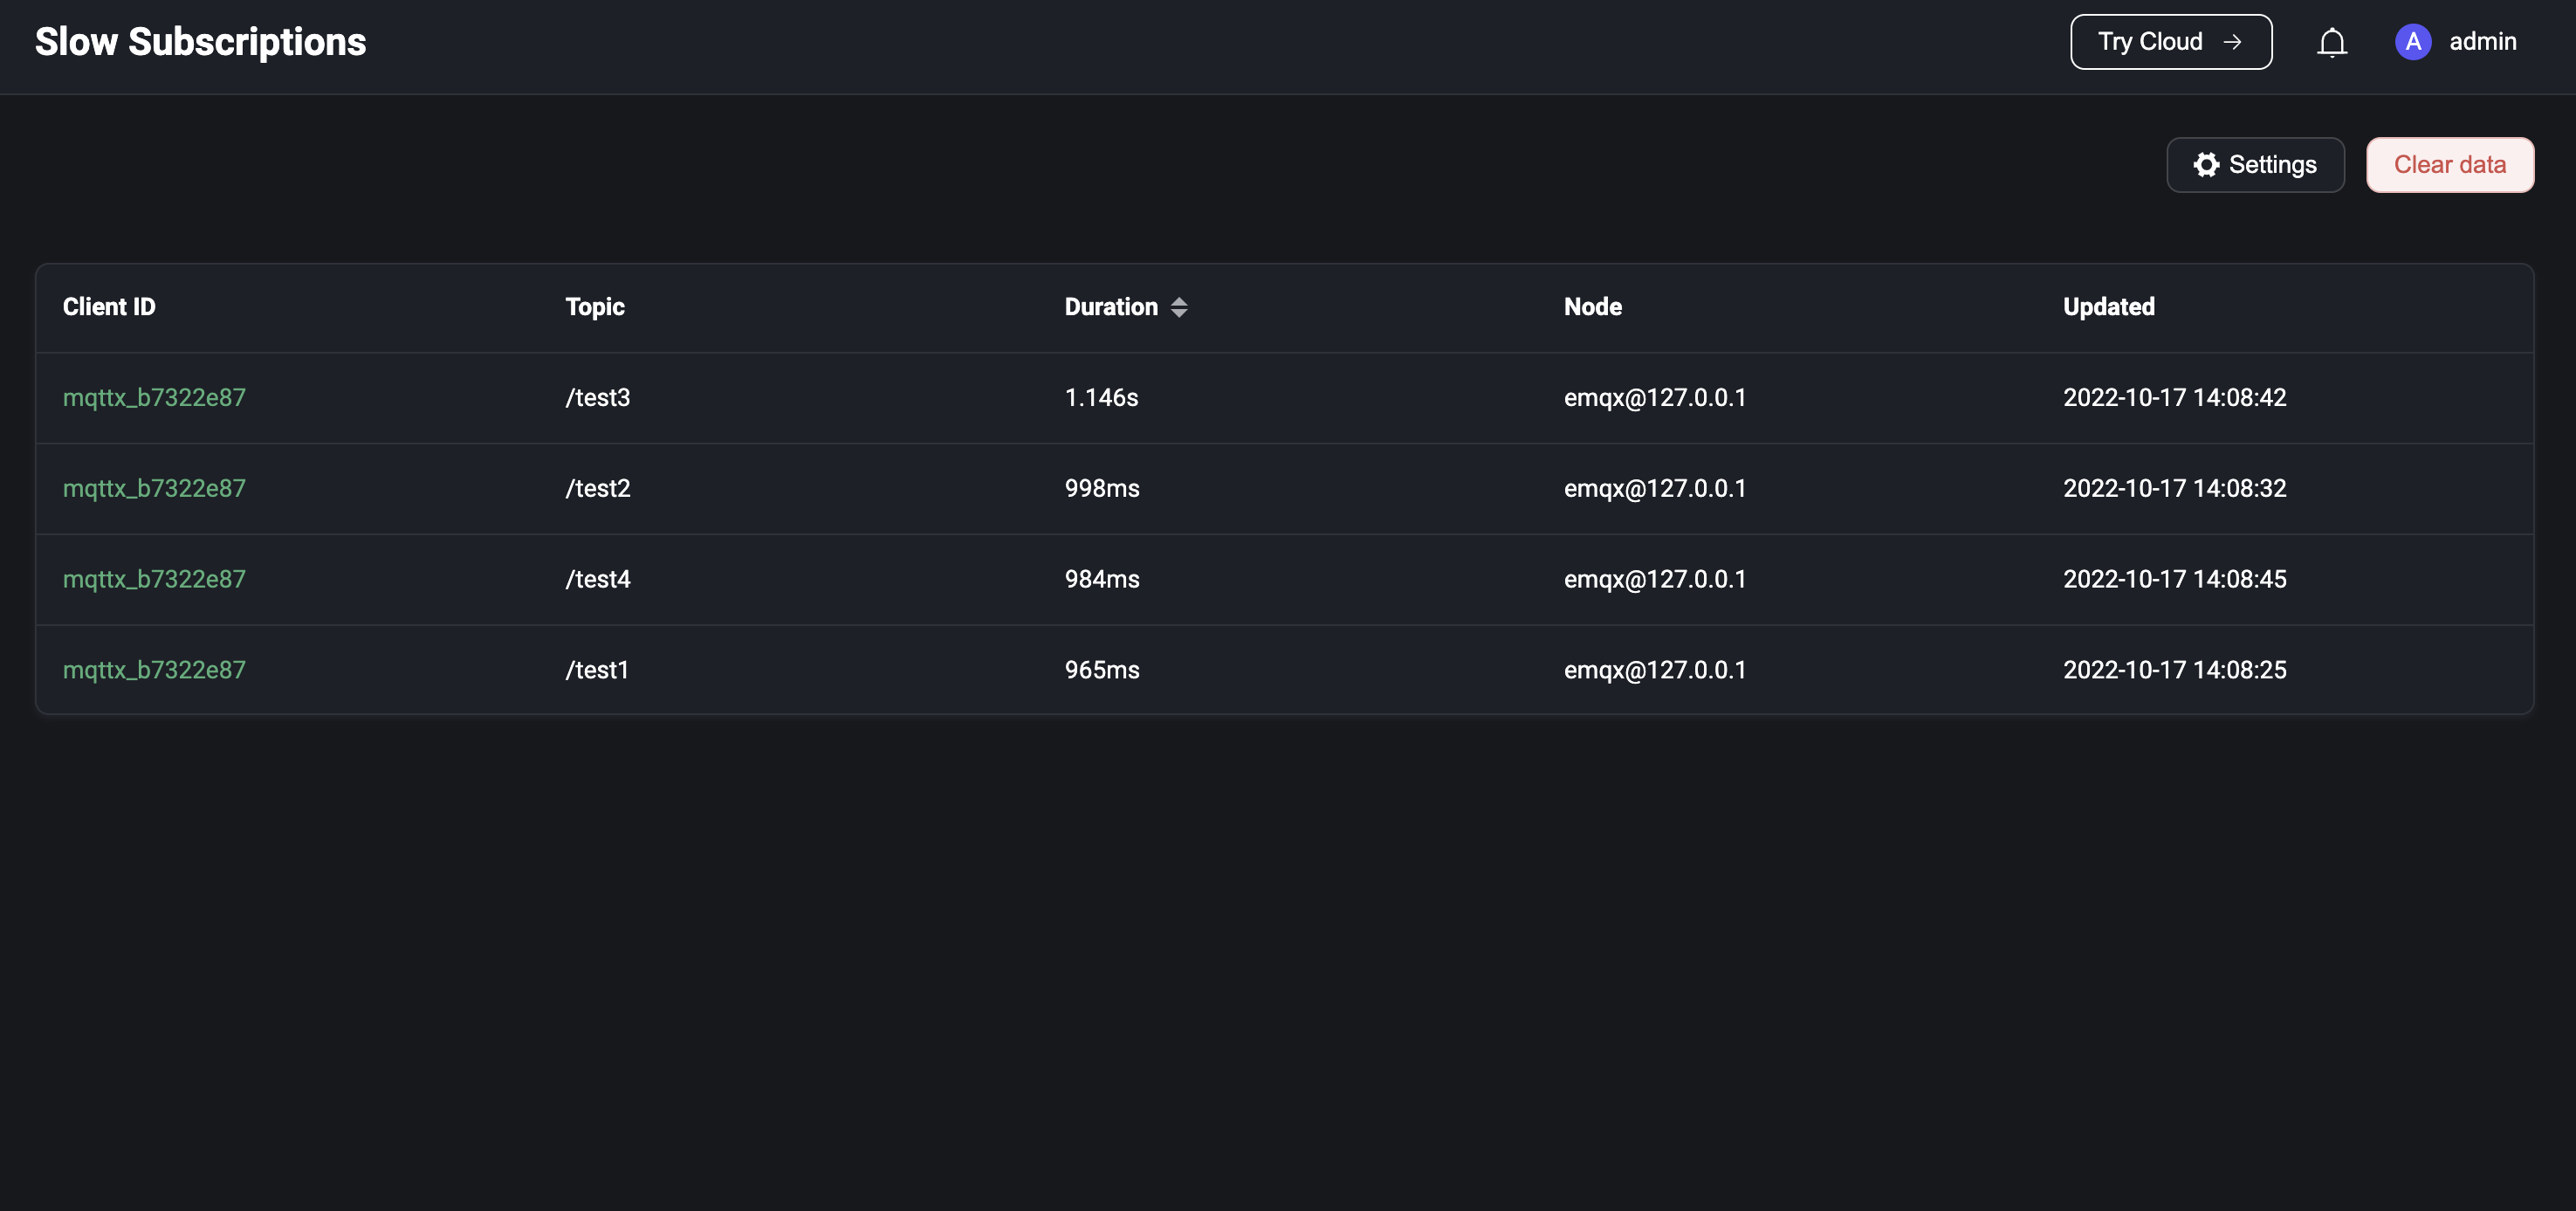 Slow Subscriptions
Try Cloud → A admin
Settings Clear data
Client ID Topic Duration Node Updated
mqttx_b7322e87 /test3 1.146s emqx@127.0.0.1 2022-10-17 14:08:42
mqttx_b7322e87 /test2 998ms emqx@127.0.0.1 2022-10-17 14:08:32
mqttx_b7322e87 /test4 984ms emqx@127.0.0.1 2022-10-17 14:08:45
mqttx_b7322e87 /test1 965ms emqx@127.0.0.1 2022-10-17 14:08:25